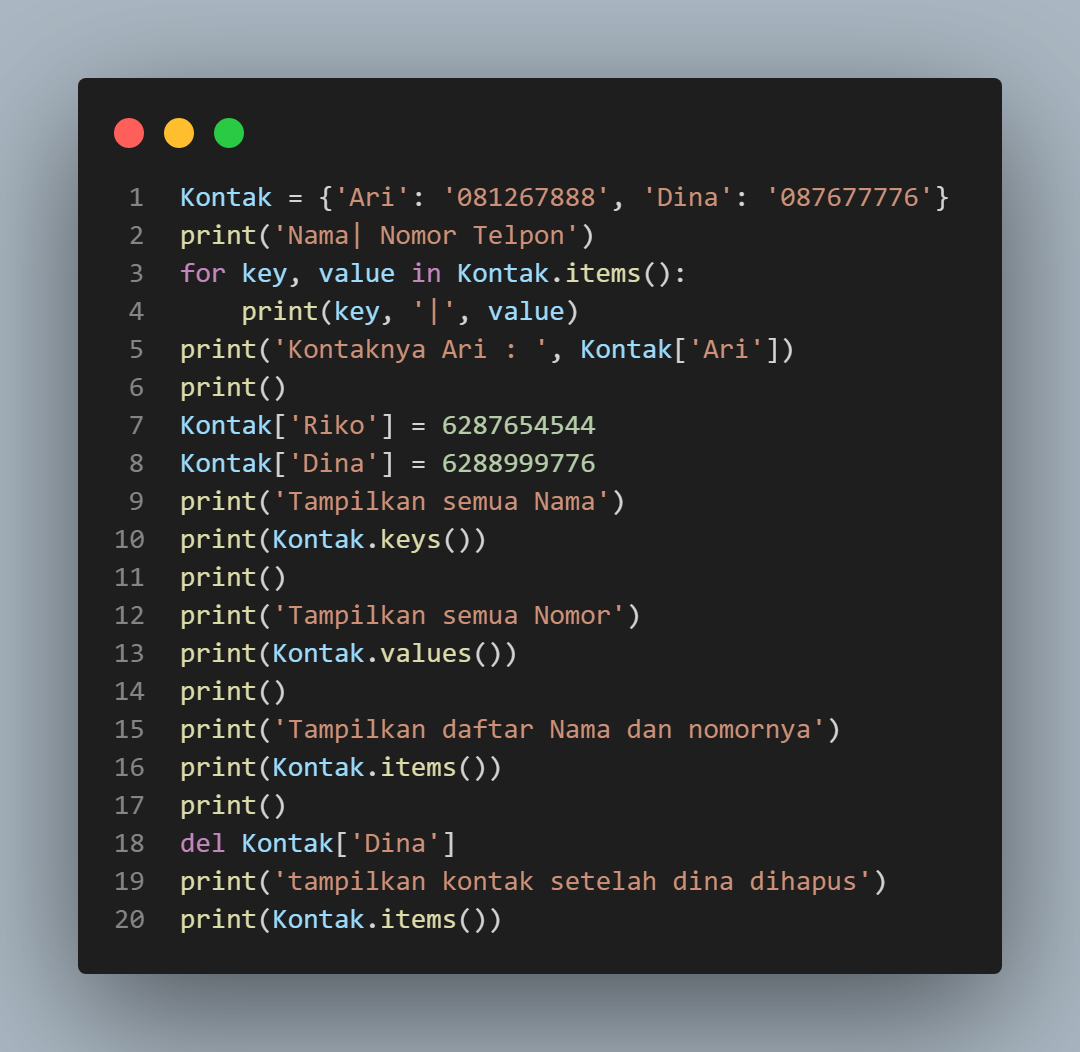 1 Kontak = {'Ari': '081267888', 'Dina': '087677776'}
2 print('Nama| Nomor Telpon')
3 for key, value in Kontak.items():
4     print(key, '|', value)
5 print('Kontaknya Ari : ', Kontak['Ari'])
6 print()
7 Kontak['Riko'] = 6287654544
8 Kontak['Dina'] = 6288999776
9 print('Tampilkan semua Nama')
10 print(Kontak.keys())
11 print()
12 print('Tampilkan semua Nomor')
13 print(Kontak.values())
14 print()
15 print('Tampilkan daftar Nama dan nomornya')
16 print(Kontak.items())
17 print()
18 del Kontak['Dina']
19 print('tampilkan kontak setelah dina dihapus')
20 print(Kontak.items())